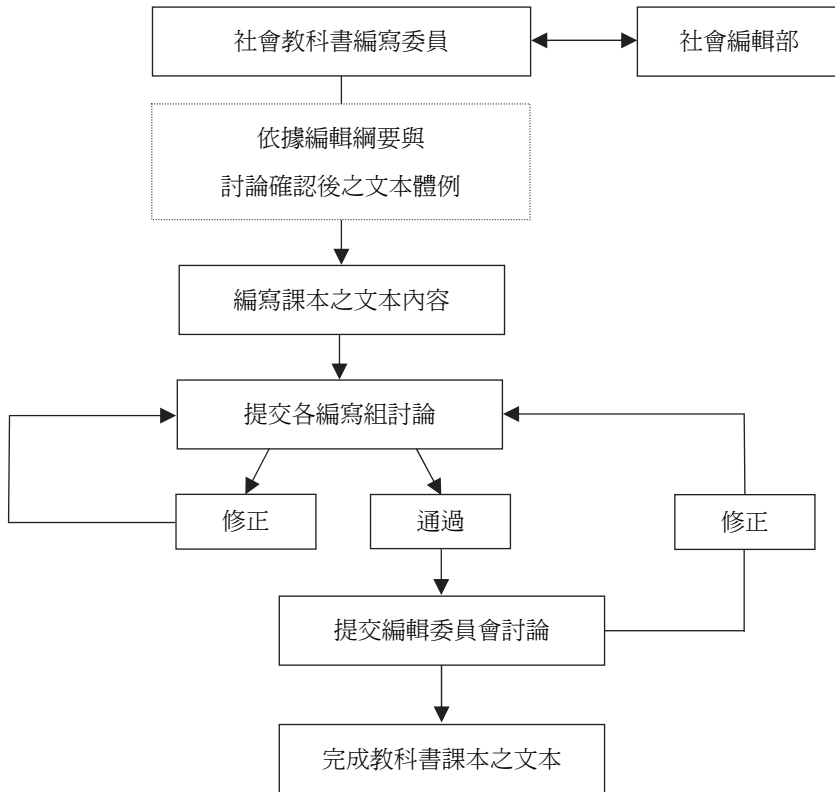 社會教科書編寫委員
社會編輯部
依據編輯綱要與
討論確認後之文本體例
編寫課本之文本內容
提交各編寫組討論
修正
通過
修正
提交編輯委員會討論
完成教科書課本之文本